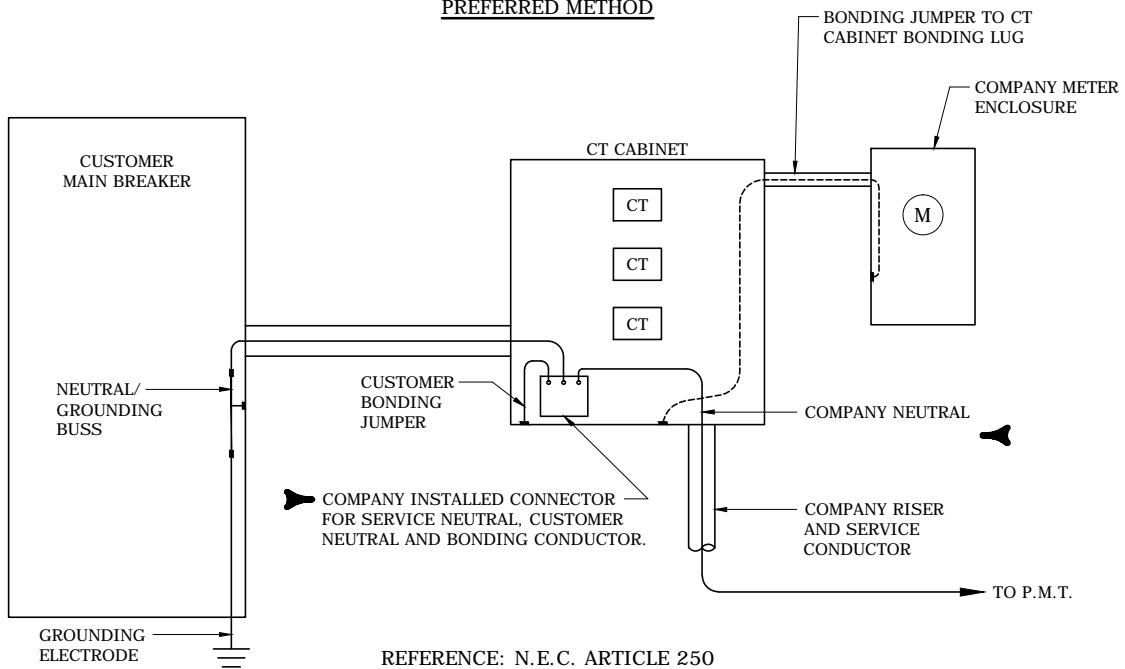 PREFERRED METHOD
BONDING JUMPER TO CT
CABINET BONDING LUG
COMPANY METER
ENCLOSURE
CUSTOMER
MAIN BREAKER
CT CABINET
CT
M
CT
CT
NEUTRAL/
GROUNDING
BUSS
CUSTOMER
BONDING
JUMPER
COMPANY NEUTRAL
COMPANY INSTALLED CONNECTOR
FOR SERVICE NEUTRAL, CUSTOMER
NEUTRAL AND BONDING CONDUCTOR.
COMPANY RISER
AND SERVICE
CONDUCTOR
TO P.M.T.
GROUNDING
ELECTRODE
REFERENCE: N.E.C. ARTICLE 250